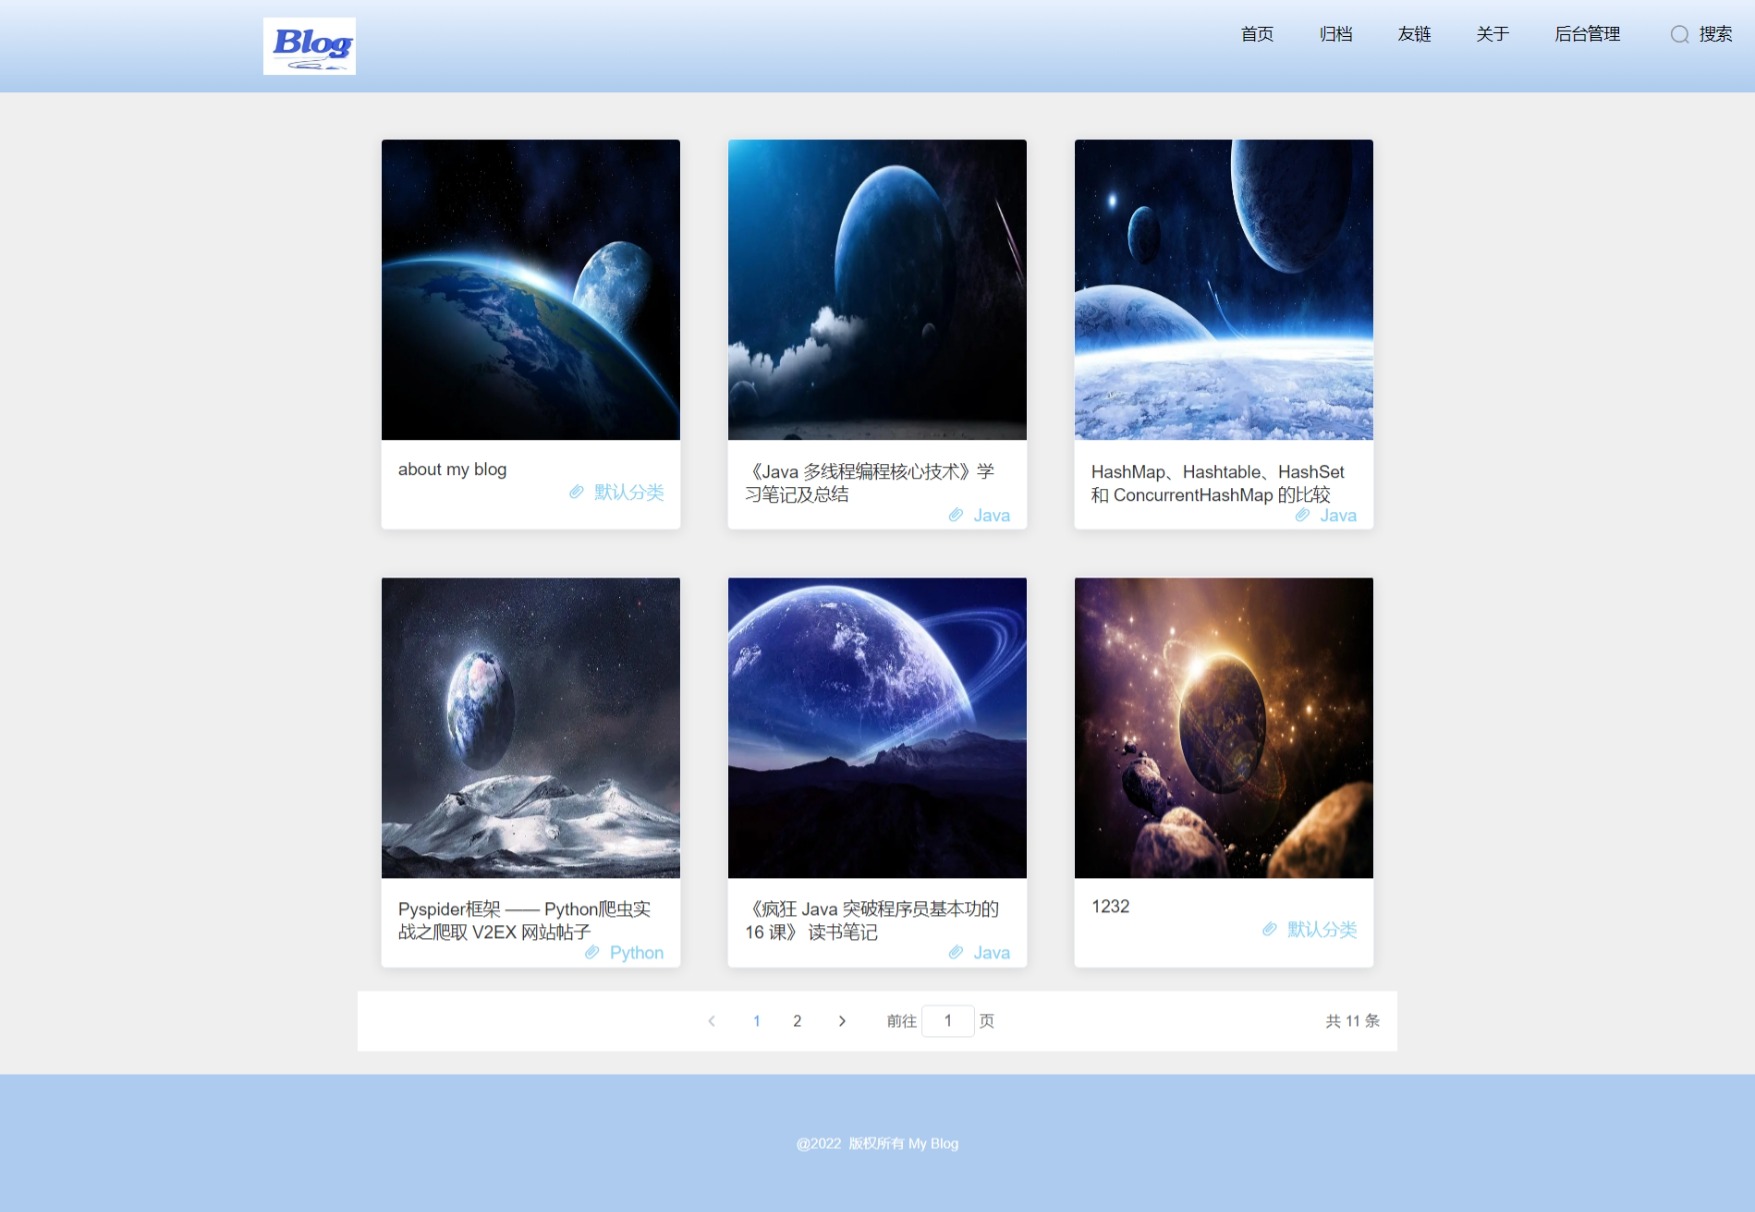 Blog
首页 归档 友链 关于 后台管理 搜索
about my blog
默认分类
《Java 多线程编程核心技术》学
习笔记及总结
Java
HashMap、Hashtable、HashSet
和 ConcurrentHashMap 的比较
Java
Pyspider框架 —— Python爬虫实
战之爬取 V2EX 网站帖子
Python
《疯狂 Java 突破程序员基本功的
16 课》 读书笔记
Java
1232
默认分类
1 2 前往 1 页 共 11 条
@2022 版权所有 My Blog